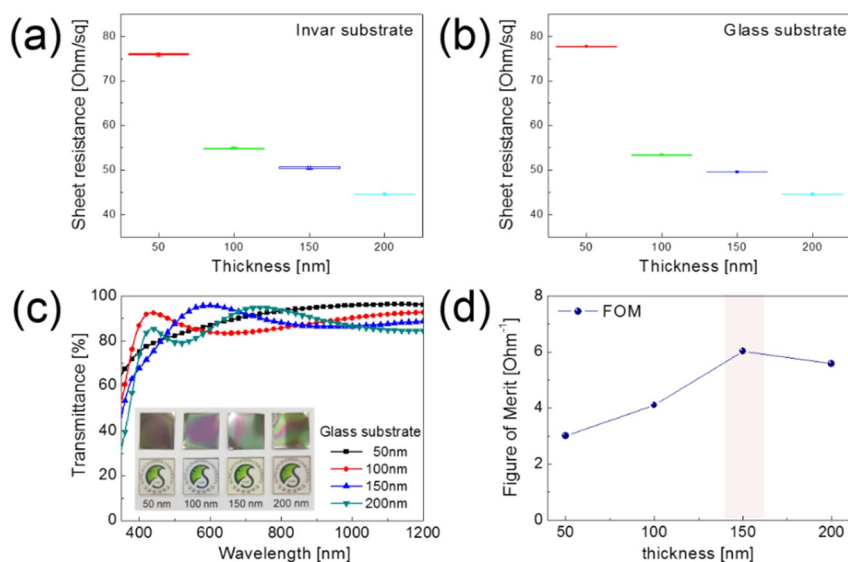 (a)
Invar substrate
Sheet resistance [Ohm/sq]
80
70
60
50
40
50
100
150
200
Thickness [nm]
(b)
Glass substrate
Sheet resistance [Ohm/sq]
80
70
60
50
40
50
100
150
200
Thickness [nm]
(c)
Transmittance [%]
100
80
60
40
20
0
400
600
800
1000
1200
Wavelength [nm]
Glass substrate
50nm
100nm
150nm
200nm
50 nm
100 nm
150 nm
200 nm
(d)
FOM
Figure of Merit [Ohm⁻¹]
8
6
4
2
0
50
100
150
200
thickness [nm]